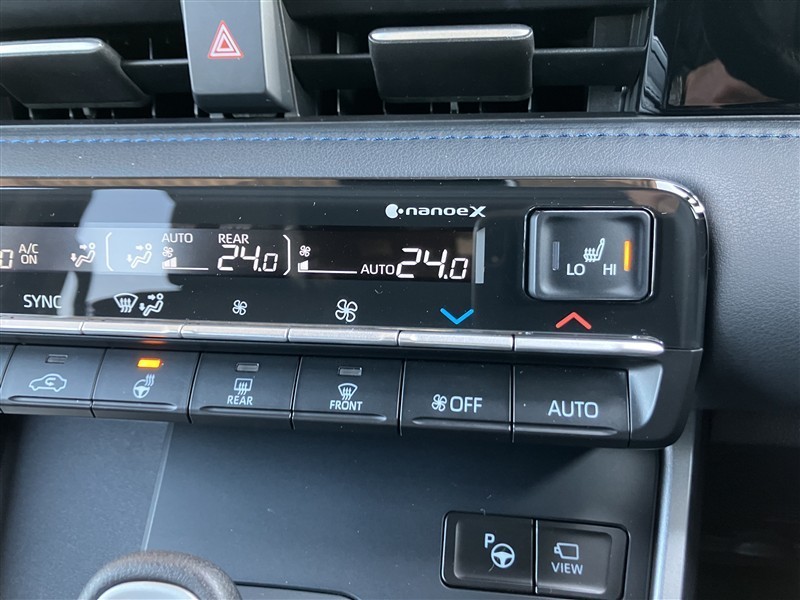 nanoeX
A/C
ON
AUTO
REAR
24.0
AUTO 24.0
LO HI
SYNC
REAR
FRONT
OFF
AUTO
P
VIEW